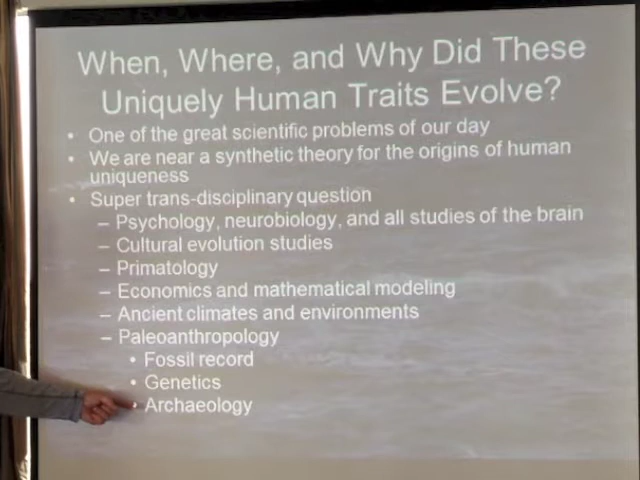 When, Where, and Why Did These
Uniquely Human Traits Evolve?
• One of the great scientific problems of our day
• We are near a synthetic theory for the origins of human
uniqueness
• Super trans-disciplinary question
– Psychology, neurobiology, and all studies of the brain
– Cultural evolution studies
– Primatology
– Economics and mathematical modeling
– Ancient climates and environments
– Paleoanthropology
• Fossil record
• Genetics
• Archaeology